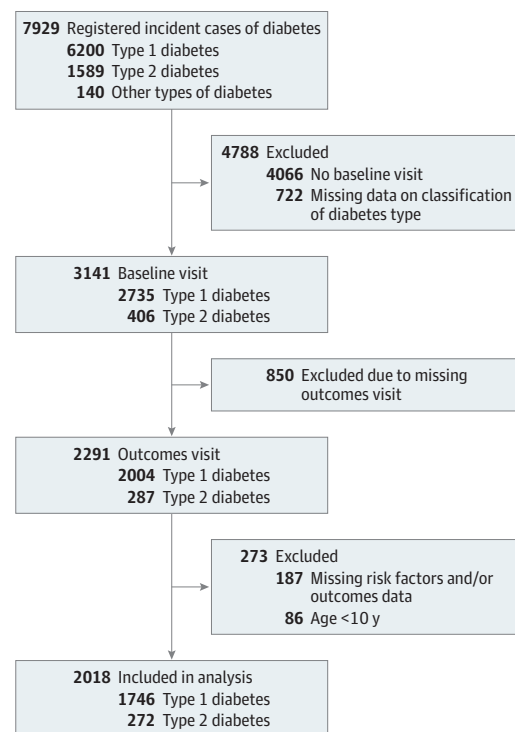 7929 Registered incident cases of diabetes
6200 Type 1 diabetes
1589 Type 2 diabetes
140 Other types of diabetes
4788 Excluded
4066 No baseline visit
722 Missing data on classification
of diabetes type
3141 Baseline visit
2735 Type 1 diabetes
406 Type 2 diabetes
850 Excluded due to missing
outcomes visit
2291 Outcomes visit
2004 Type 1 diabetes
287 Type 2 diabetes
273 Excluded
187 Missing risk factors and/or
outcomes data
86 Age <10 y
2018 Included in analysis
1746 Type 1 diabetes
272 Type 2 diabetes